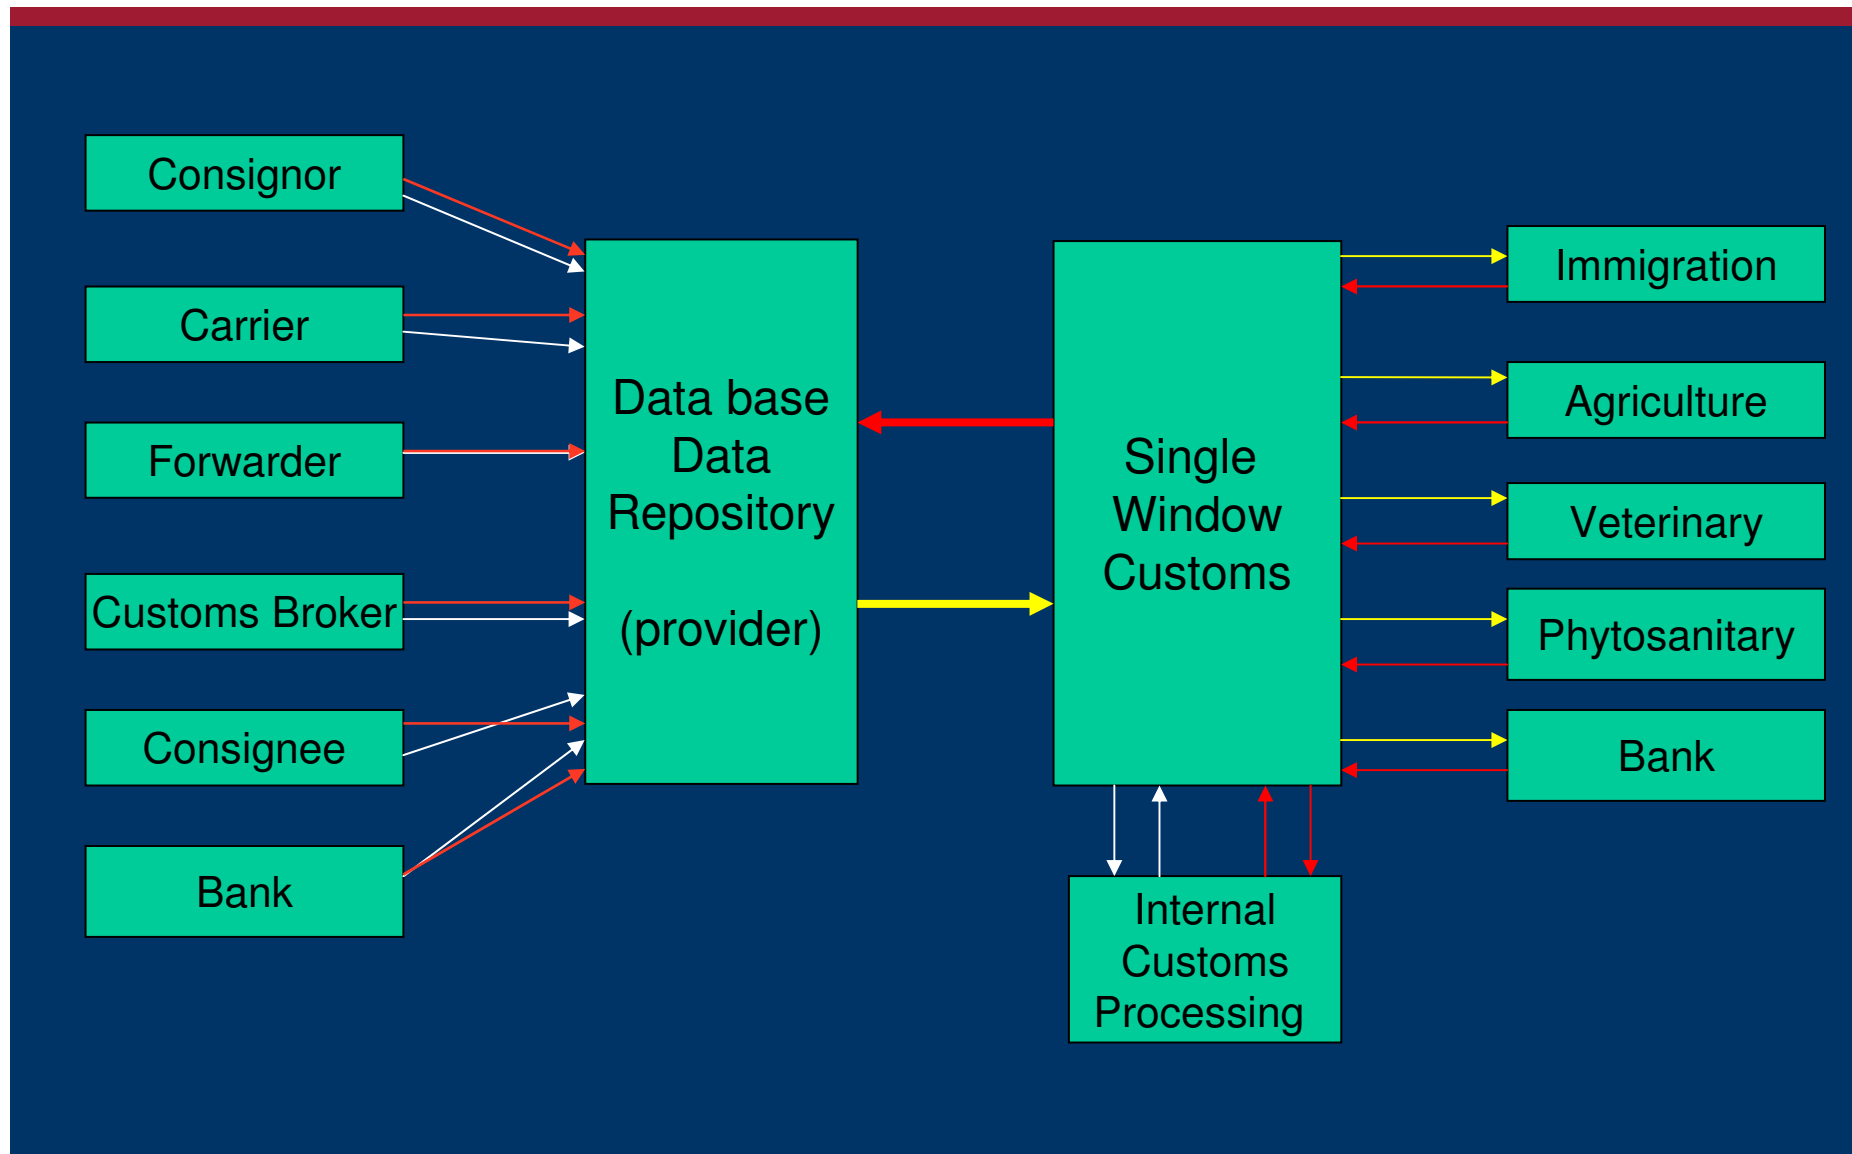 Consignor
Carrier
Forwarder
Customs Broker
Consignee
Bank
Data base
Data
Repository
(provider)
Single
Window
Customs
Internal
Customs
Processing
Immigration
Agriculture
Veterinary
Phytosanitary
Bank